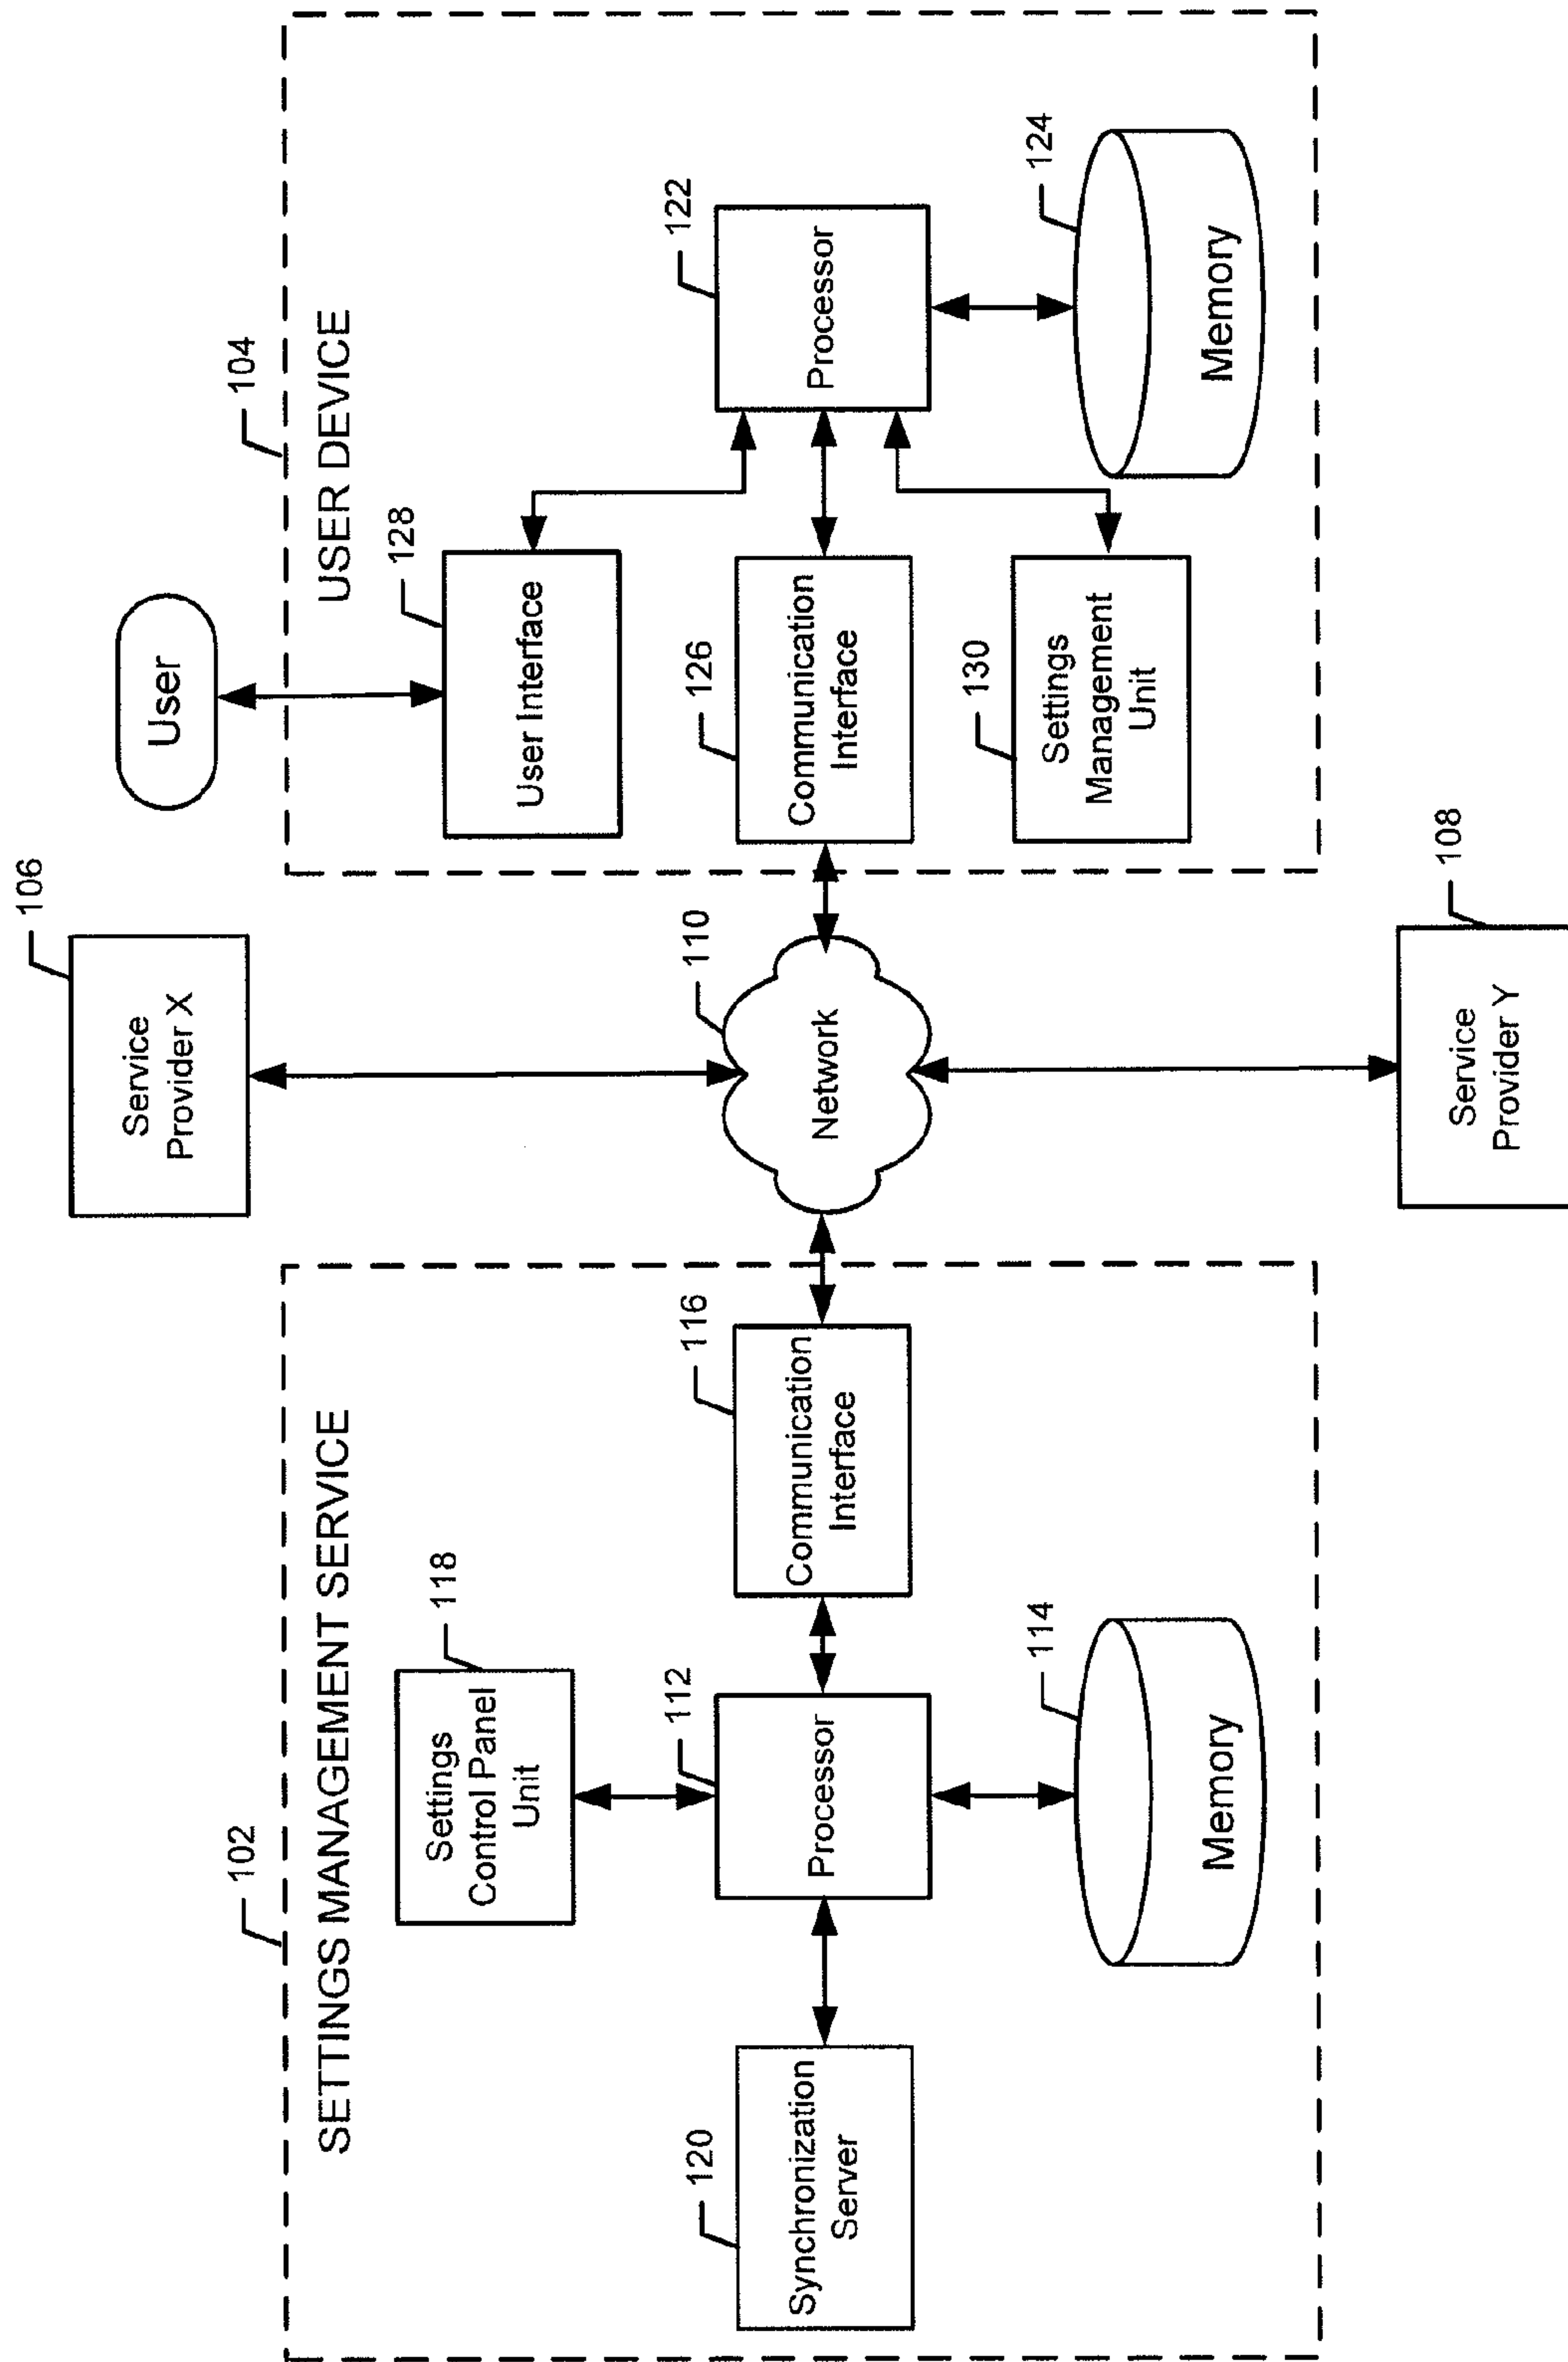 102
SETTINGS MANAGEMENT SERVICE
118
Settings
Control Panel
Unit
120
Synchronization
Server
112
Processor
116
Communication
Interface
114
Memory
106
Service
Provider X
110
Network
108
Service
Provider Y
User
104
USER DEVICE
128
User Interface
126
Communication
Interface
130
Settings
Management
Unit
122
Processor
124
Memory